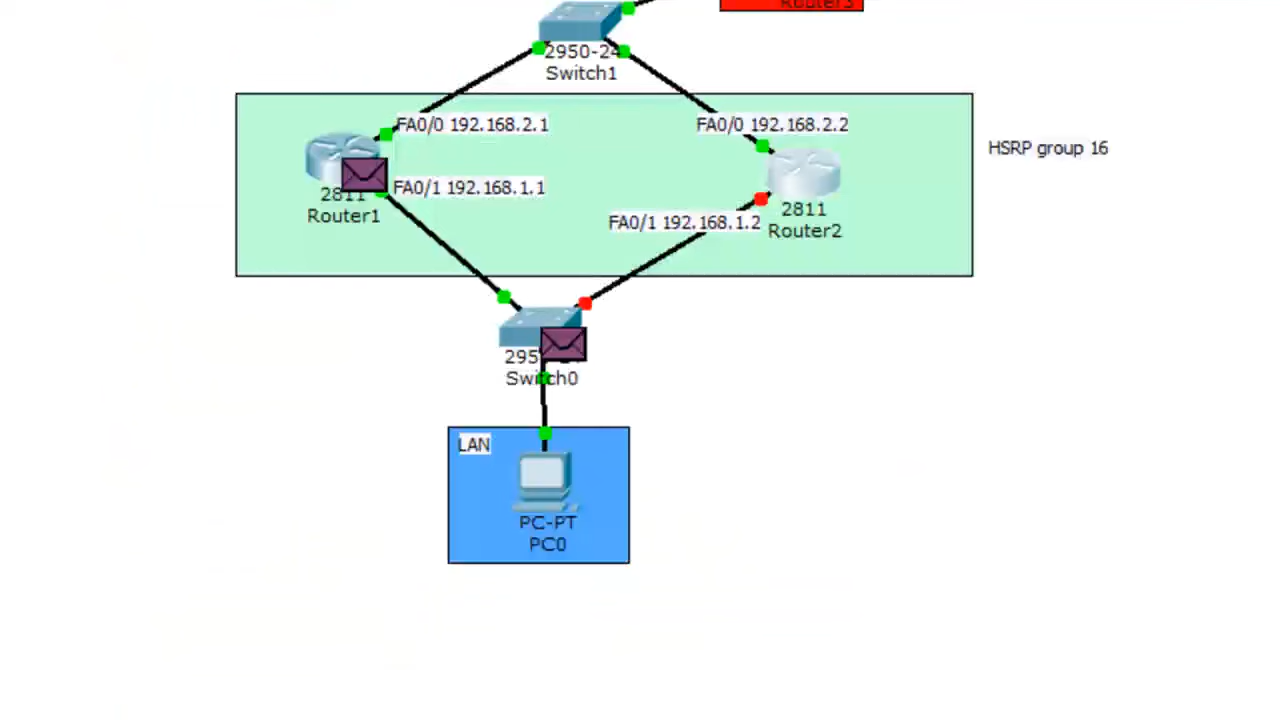 Router3
2950-24
Switch1
FA0/0 192.168.2.1
FA0/0 192.168.2.2
HSRP group 16
FA0/1 192.168.1.1
2811
Router1
2811
Router2
FA0/1 192.168.1.2
Switch0
LAN
PC-PT
PC0